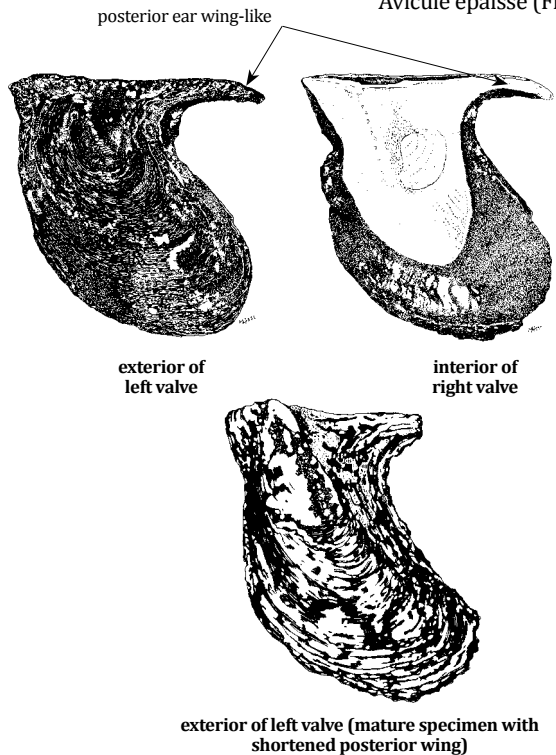 Avicule épaisse (F
posterior ear wing-like
exterior of
left valve
interior of
right valve
exterior of left valve (mature specimen with
shortened posterior wing)